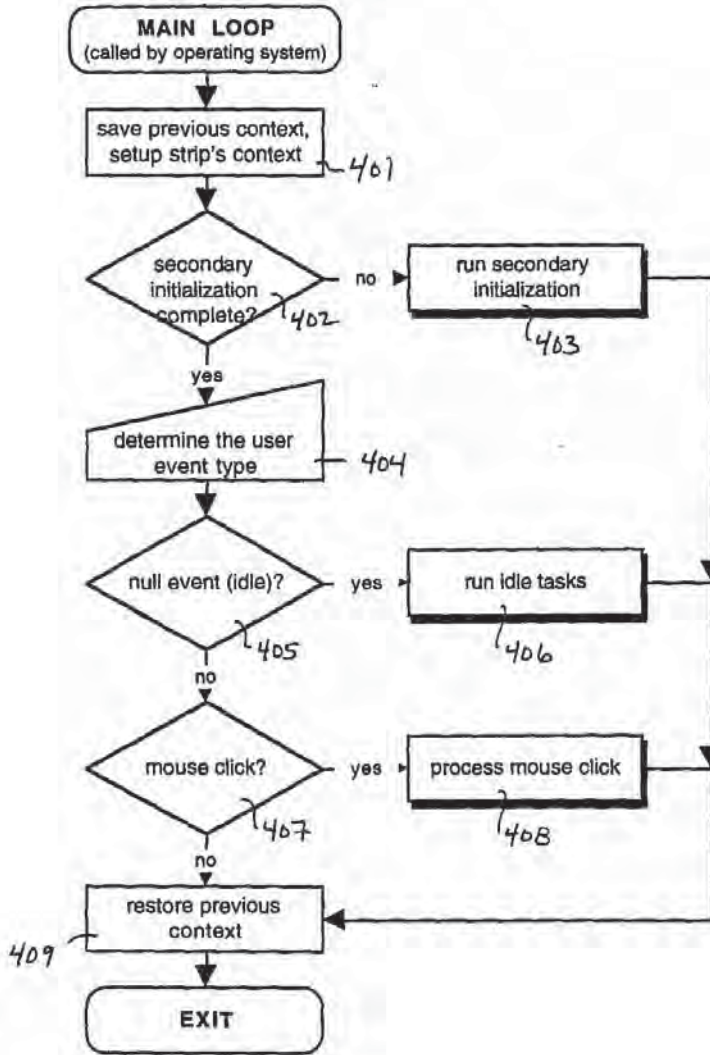 MAIN LOOP
(called by operating system)
save previous context,
setup strip's context
401
secondary
initialization
complete?
402
no
run secondary
initialization
403
yes
determine the user
event type
404
null event (idle)?
405
yes
run idle tasks
406
no
mouse click?
407
yes
process mouse click
408
no
restore previous
context
409
EXIT